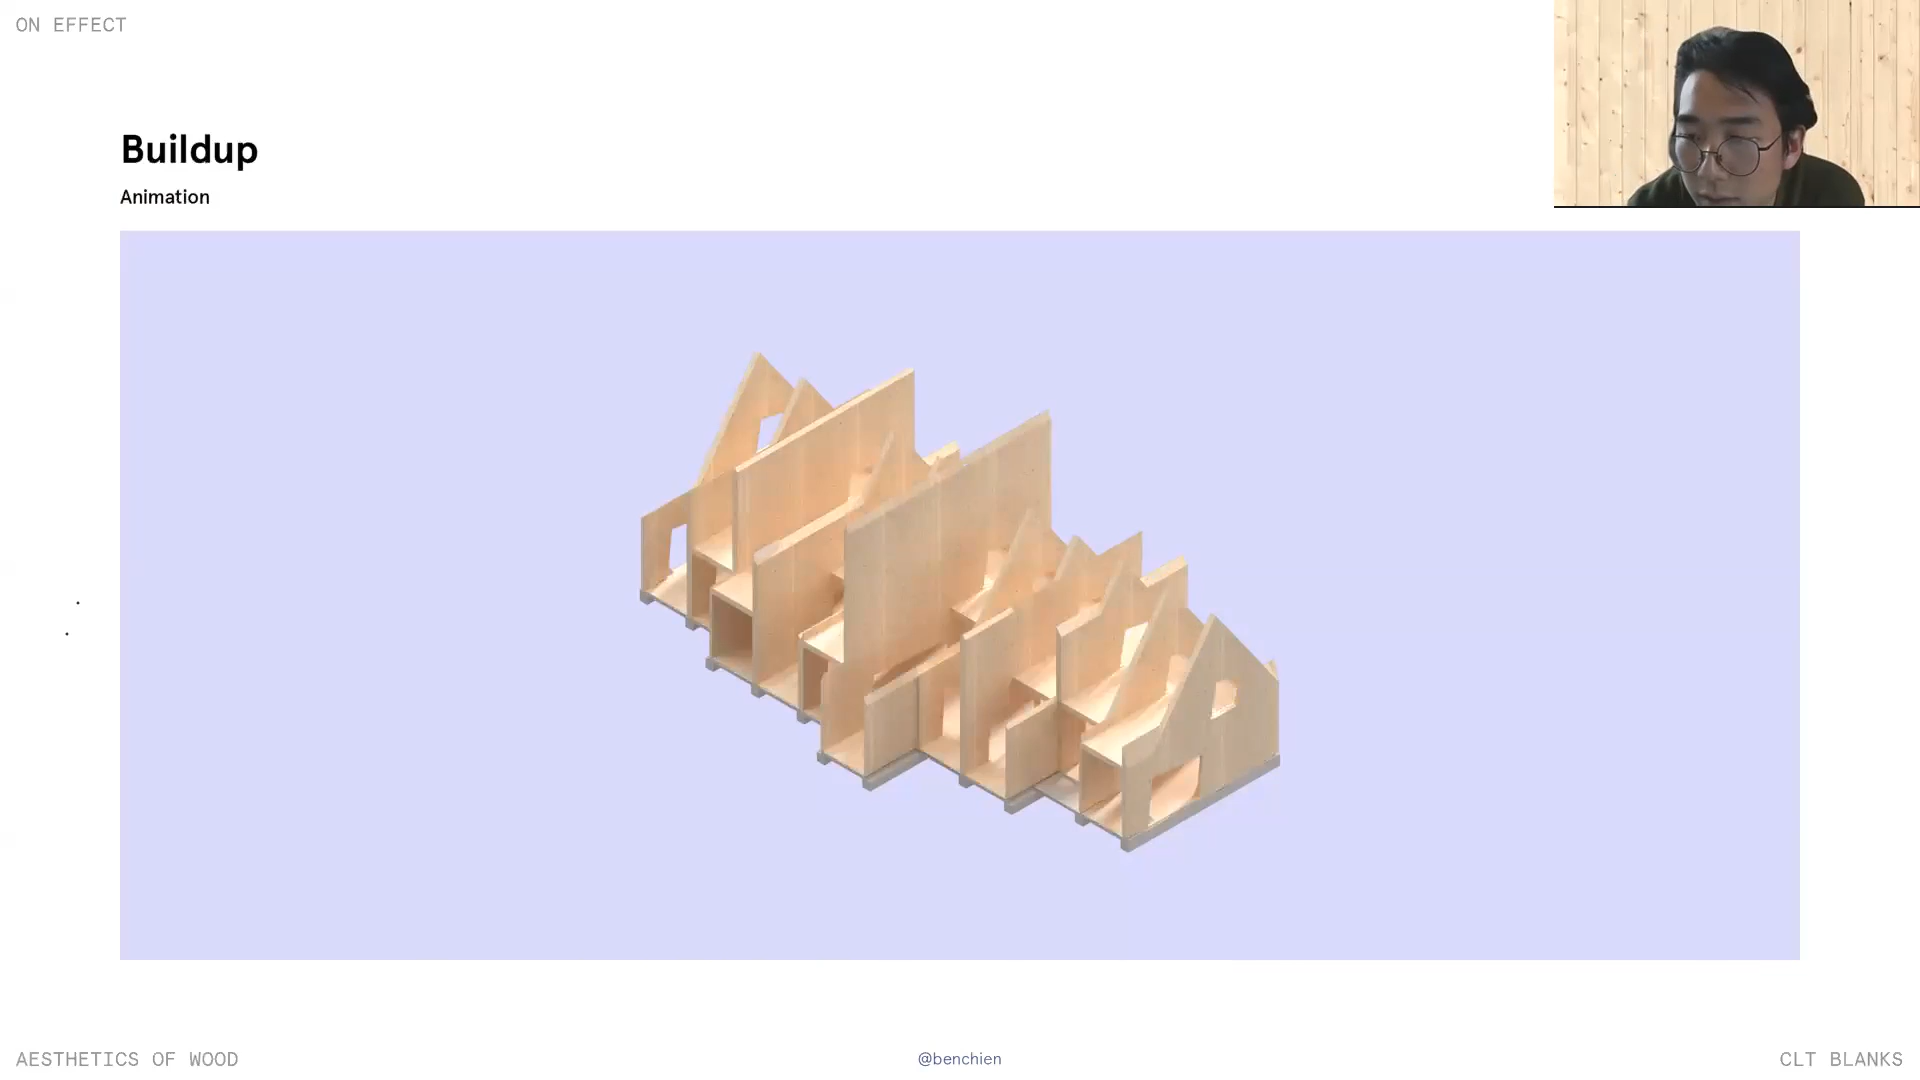 ON EFFECT
Buildup
Animation
AESTHETICS OF WOOD
@benchien
CLT BLANKS